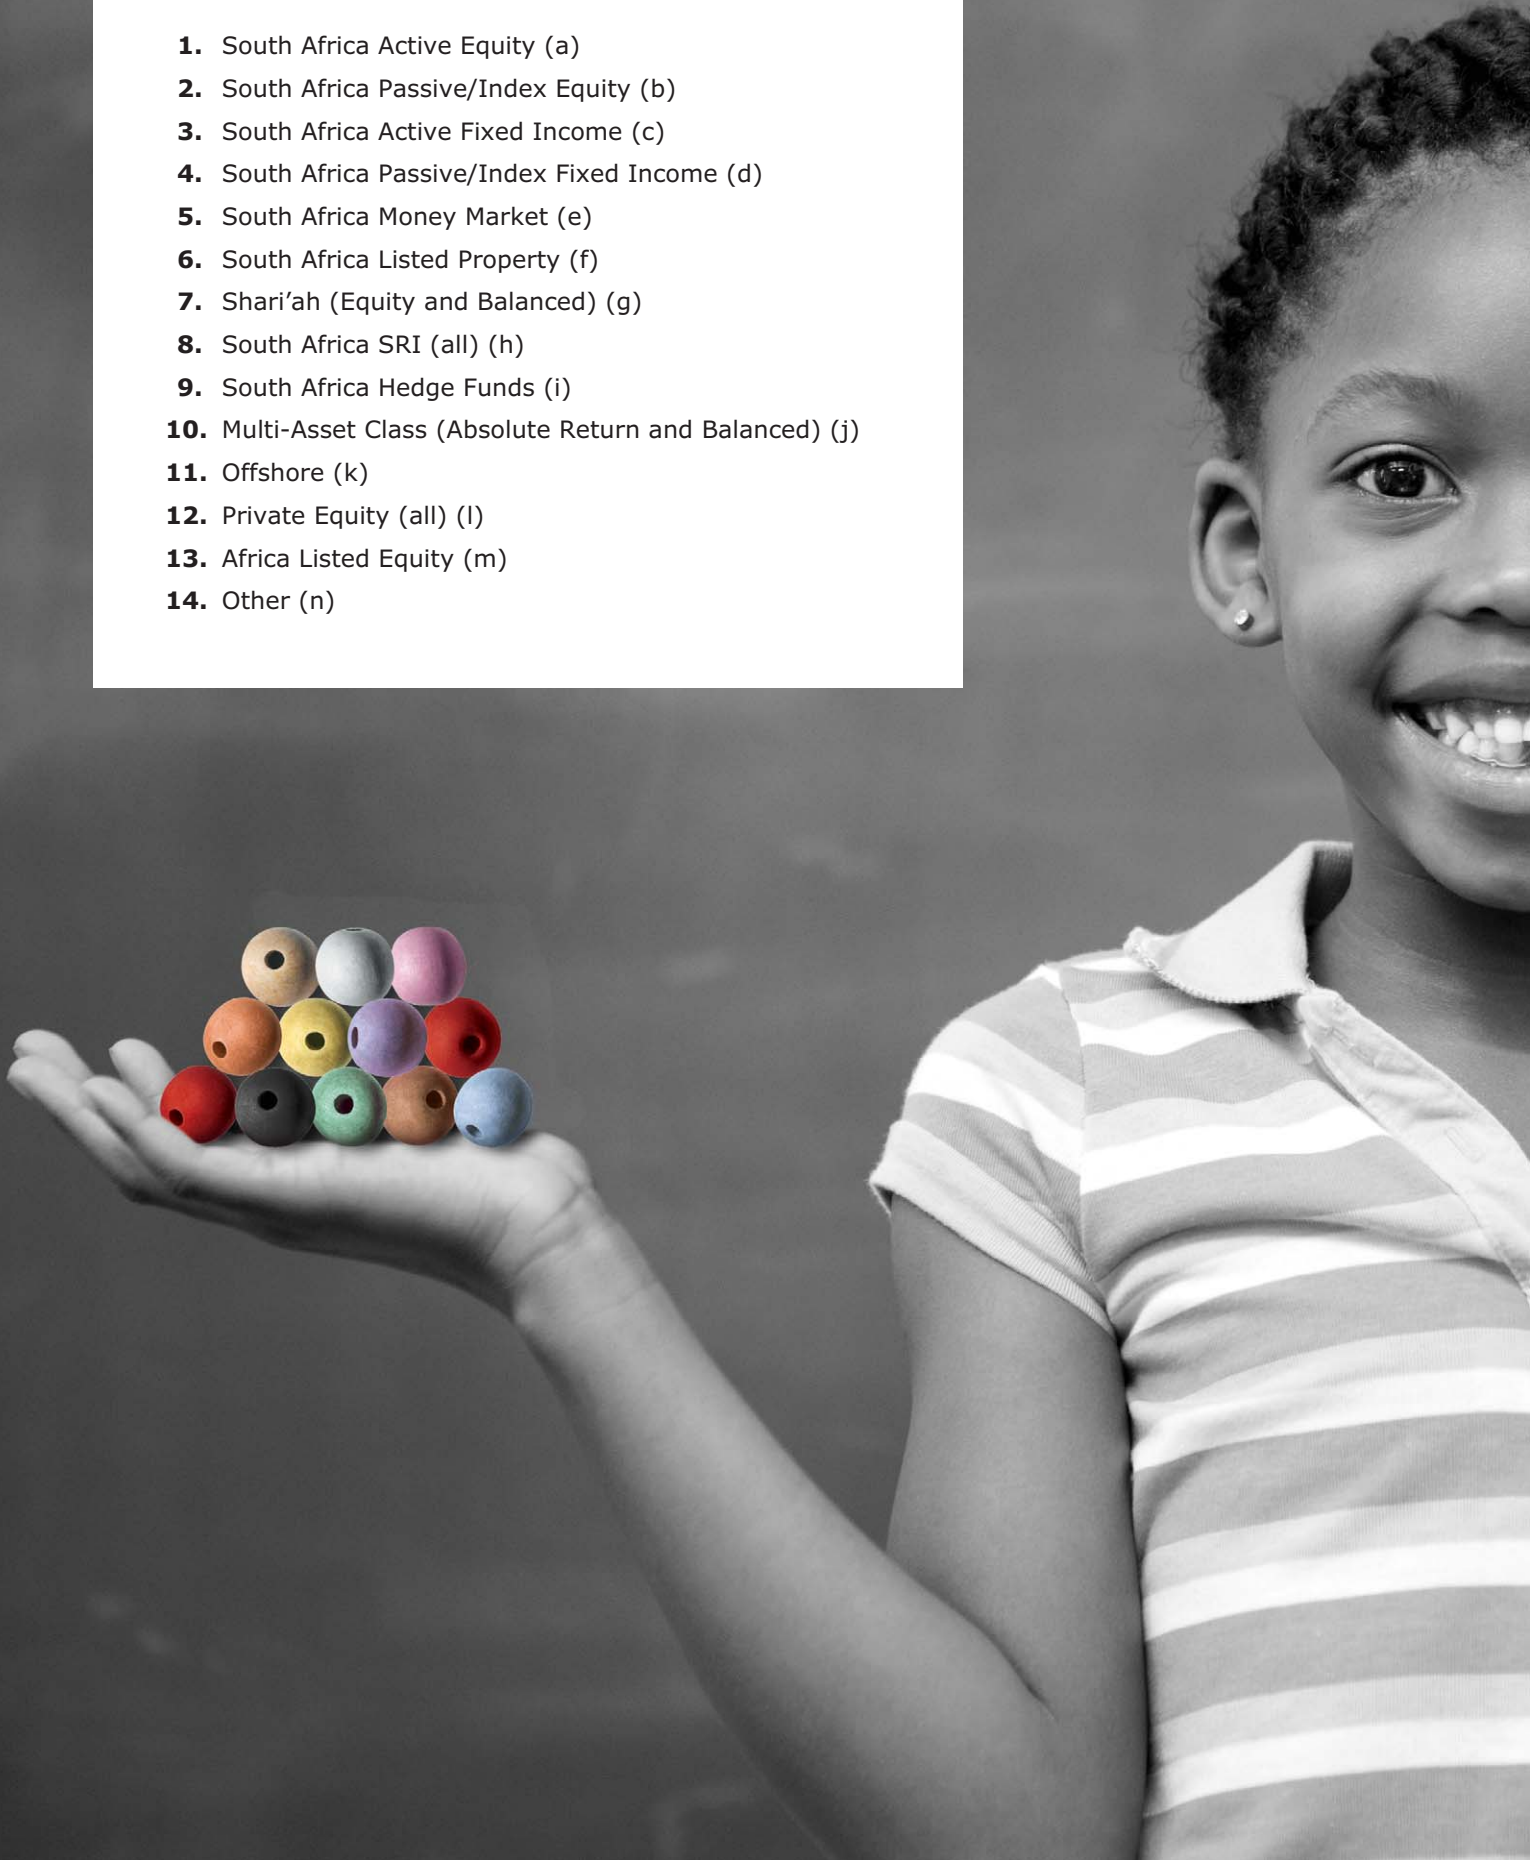 1. South Africa Active Equity (a)
2. South Africa Passive/Index Equity (b)
3. South Africa Active Fixed Income (c)
4. South Africa Passive/Index Fixed Income (d)
5. South Africa Money Market (e)
6. South Africa Listed Property (f)
7. Shari’ah (Equity and Balanced) (g)
8. South Africa SRI (all) (h)
9. South Africa Hedge Funds (i)
10. Multi-Asset Class (Absolute Return and Balanced) (j)
11. Offshore (k)
12. Private Equity (all) (l)
13. Africa Listed Equity (m)
14. Other (n)